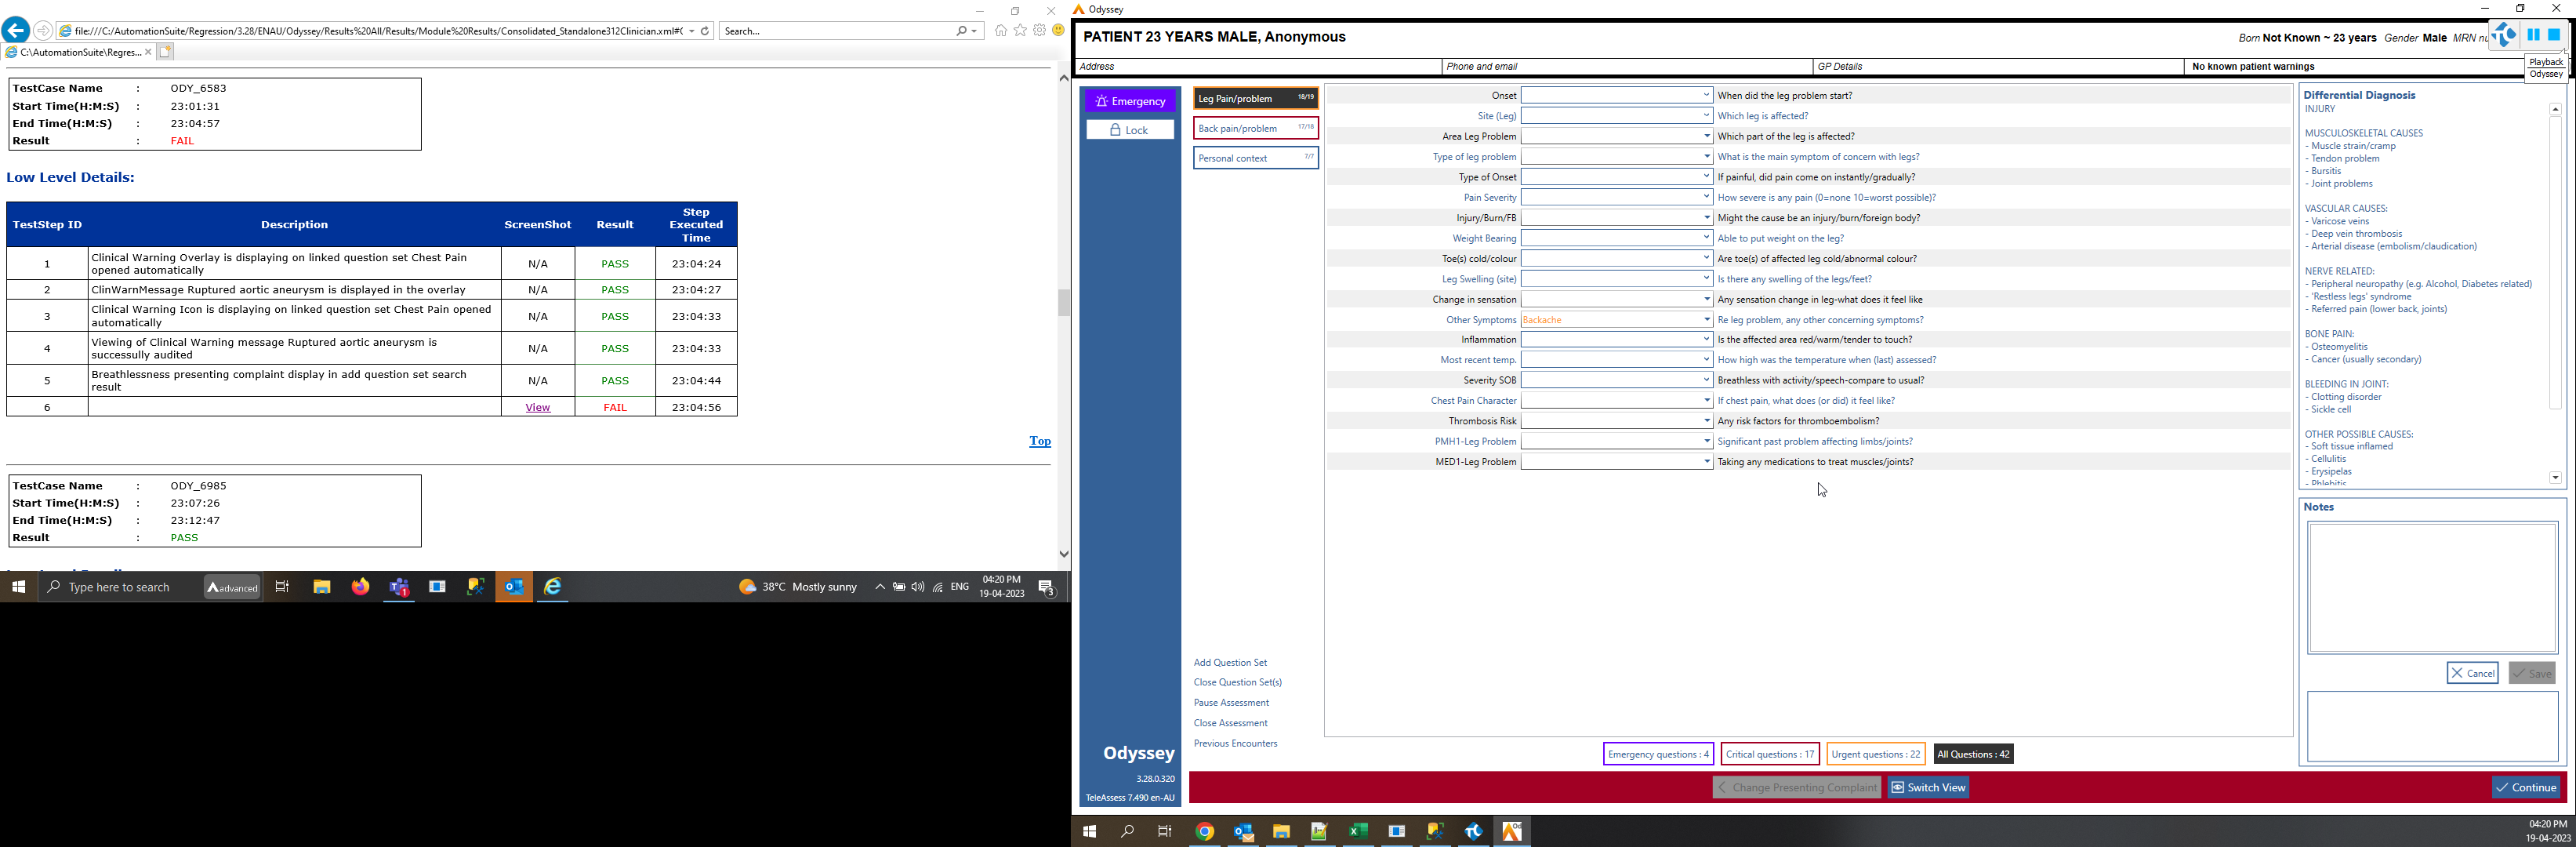 file:///C:/AutomationSuite/Regression/3.28/ENAU/Odyssey/Results%20All/Results/Module%20Results/Consolidated_Standalone312Clinician.xml#(
Search...
C:\AutomationSuite\Regres...
TestCase Name : ODY_6583
Start Time(H:M:S) : 23:01:31
End Time(H:M:S) : 23:04:57
Result : FAIL
Low Level Details:
TestStep ID Description ScreenShot Result Step Executed Time
1 Clinical Warning Overlay is displaying on linked question set Chest Pain opened automatically N/A PASS 23:04:24
2 ClinWarnMessage Ruptured aortic aneurysm is displayed in the overlay N/A PASS 23:04:27
3 Clinical Warning Icon is displaying on linked question set Chest Pain opened automatically N/A PASS 23:04:33
4 Viewing of Clinical Warning message Ruptured aortic aneurysm is successully audited N/A PASS 23:04:33
5 Breathlessness presenting complaint display in add question set search result N/A PASS 23:04:44
6 View FAIL 23:04:56
Top
TestCase Name : ODY_6985
Start Time(H:M:S) : 23:07:26
End Time(H:M:S) : 23:12:47
Result : PASS
Type here to search
advanced
38°C Mostly sunny
ENG
04:20 PM
19-04-2023
3
Odyssey
PATIENT 23 YEARS MALE, Anonymous
Born Not Known ~ 23 years Gender Male MRN nu
Playback
Odyssey
Address
Phone and email
GP Details
No known patient warnings
Emergency
Lock
Leg Pain/problem 18/19
Back pain/problem 17/18
Personal context 7/7
Onset When did the leg problem start?
Site (Leg) Which leg is affected?
Area Leg Problem Which part of the leg is affected?
Type of leg problem What is the main symptom of concern with legs?
Type of Onset If painful, did pain come on instantly/gradually?
Pain Severity How severe is any pain (0=none 10=worst possible)?
Injury/Burn/FB Might the cause be an injury/burn/foreign body?
Weight Bearing Able to put weight on the leg?
Toe(s) cold/colour Are toe(s) of affected leg cold/abnormal colour?
Leg Swelling (site) Is there any swelling of the legs/feet?
Change in sensation Any sensation change in leg-what does it feel like
Other Symptoms Backache Re leg problem, any other concerning symptoms?
Inflammation Is the affected area red/warm/tender to touch?
Most recent temp. How high was the temperature when (last) assessed?
Severity SOB Breathless with activity/speech-compare to usual?
Chest Pain Character If chest pain, what does (or did) it feel like?
Thrombosis Risk Any risk factors for thromboembolism?
PMH1-Leg Problem Significant past problem affecting limbs/joints?
MED1-Leg Problem Taking any medications to treat muscles/joints?
Add Question Set
Close Question Set(s)
Pause Assessment
Close Assessment
Previous Encounters
Odyssey
3.28.0.320
TeleAssess 7.490 en-AU
Emergency questions : 4
Critical questions : 17
Urgent questions : 22
All Questions : 42
Change Presenting Complaint
Switch View
Continue
Differential Diagnosis
INJURY
MUSCULOSKELETAL CAUSES
- Muscle strain/cramp
- Tendon problem
- Bursitis
- Joint problems
VASCULAR CAUSES:
- Varicose veins
- Deep vein thrombosis
- Arterial disease (embolism/claudication)
NERVE RELATED:
- Peripheral neuropathy (e.g. Alcohol, Diabetes related)
- 'Restless legs' syndrome
- Referred pain (lower back, joints)
BONE PAIN:
- Osteomyelitis
- Cancer (usually secondary)
BLEEDING IN JOINT:
- Clotting disorder
- Sickle cell
OTHER POSSIBLE CAUSES:
- Soft tissue inflamed
- Cellulitis
- Erysipelas
- Phlebitis
Notes
Cancel
Save
04:20 PM
19-04-2023